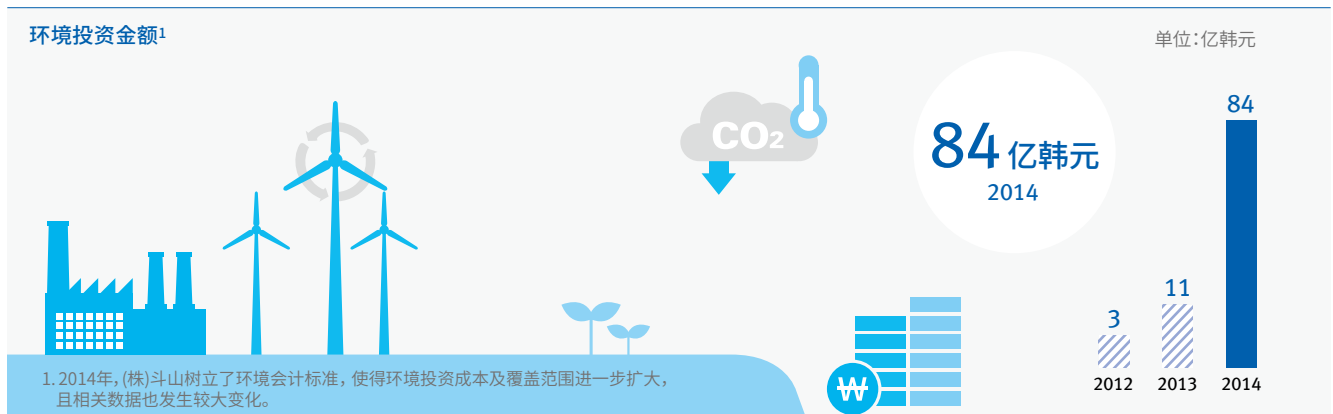 环境投资金额1
单位：亿韩元
CO2
84 亿韩元
2014
84
11
3
2012 2013 2014
₩
1. 2014年，(株)斗山树立了环境会计标准，使得环境投资成本及覆盖范围进一步扩大，
且相关数据也发生较大变化。